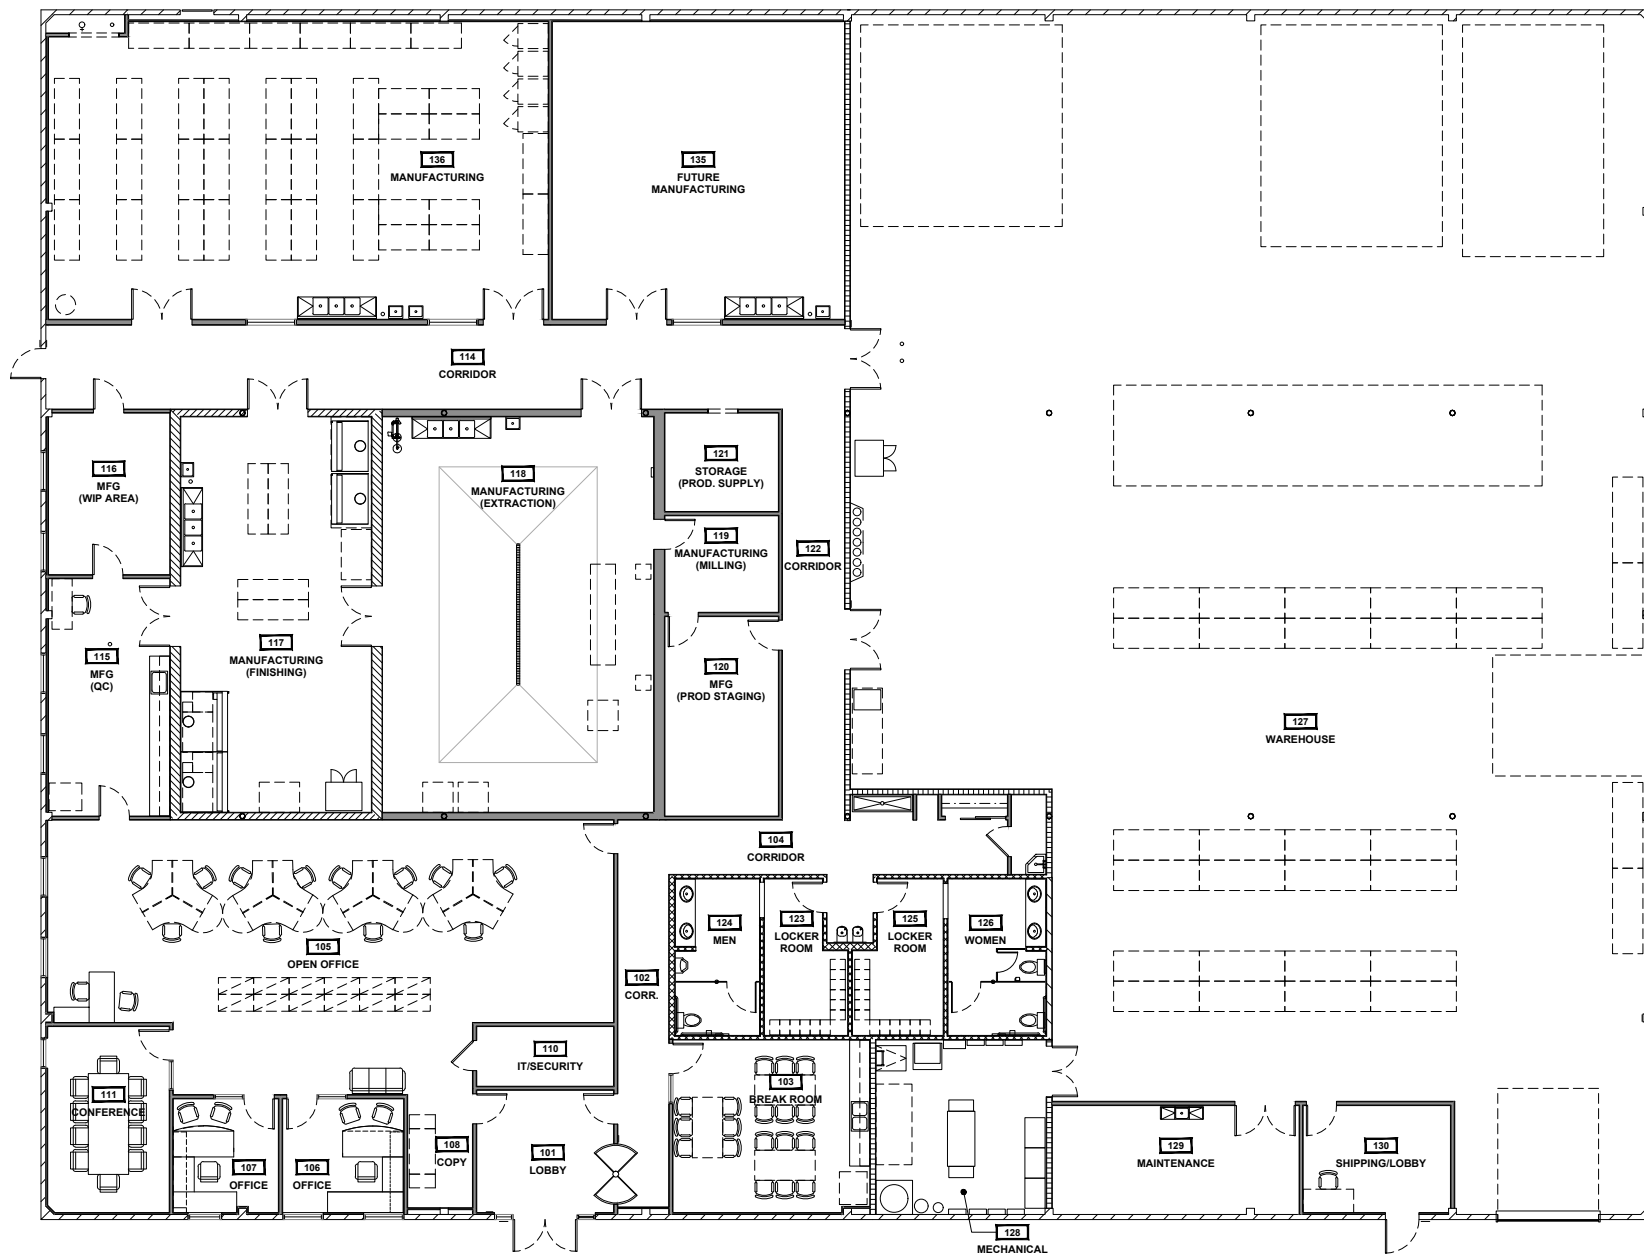 136
MANUFACTURING
135
FUTURE
MANUFACTURING
114
CORRIDOR
116
MFG
(WIP AREA)
118
MANUFACTURING
(EXTRACTION)
121
STORAGE
(PROD. SUPPLY)
119
MANUFACTURING
(MILLING)
122
CORRIDOR
117
MANUFACTURING
(FINISHING)
115
MFG
(QC)
120
MFG
(PROD STAGING)
127
WAREHOUSE
104
CORRIDOR
105
OPEN OFFICE
124
MEN
123
LOCKER
ROOM
125
LOCKER
ROOM
126
WOMEN
102
CORR.
110
IT/SECURITY
111
CONFERENCE
103
BREAK ROOM
108
COPY
101
LOBBY
107
OFFICE
106
OFFICE
129
MAINTENANCE
130
SHIPPING/LOBBY
128
MECHANICAL